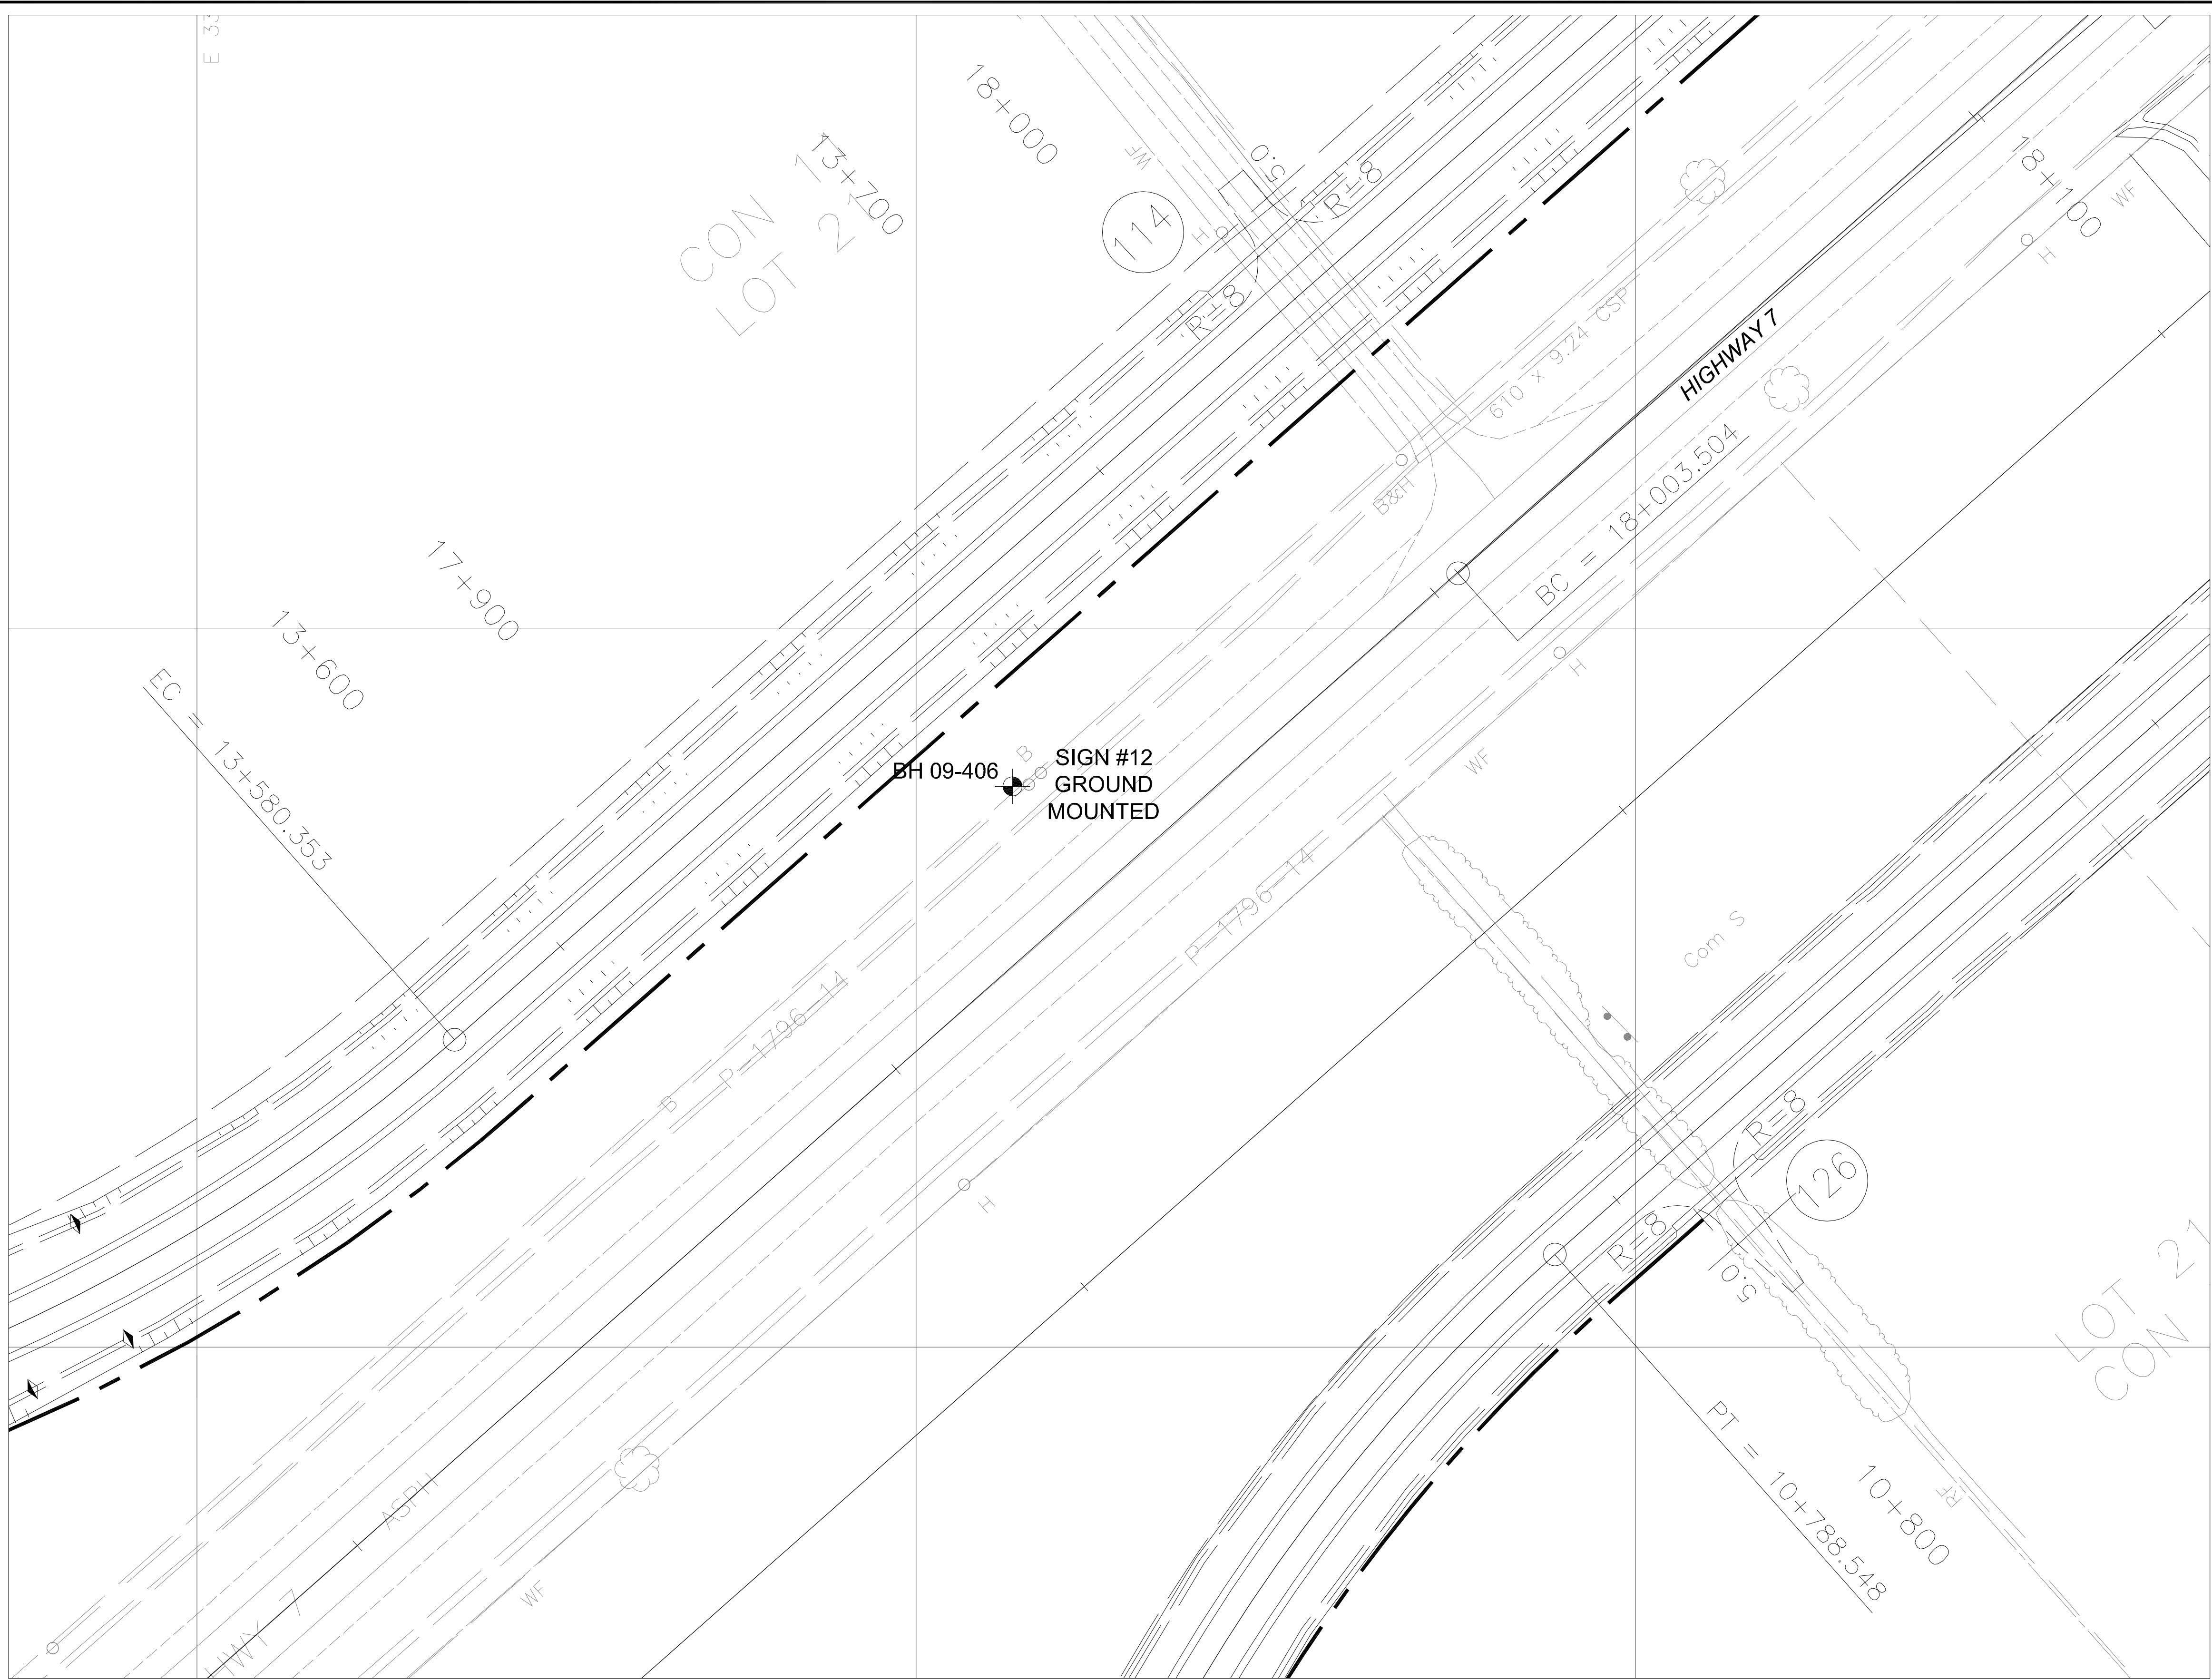 18+000
13+700
CON
LOT 21
WF
114
H
5.0
R=8
R=8
18+100
WF
H
610 x 9.24 CSP
HIGHWAY 7
B&H
BC = 18+003.504
17+900
13+600
EC = 13+580.353
H
BH 09-406
B
SIGN #12
GROUND
MOUNTED
WF
P-1796-14
Com S
B
P-1796-14
H
R=8
126
R=8
5.0
LOT 21
CON
PT = 10+788.548
10+800
RF
ASPH
HWY 7
WF